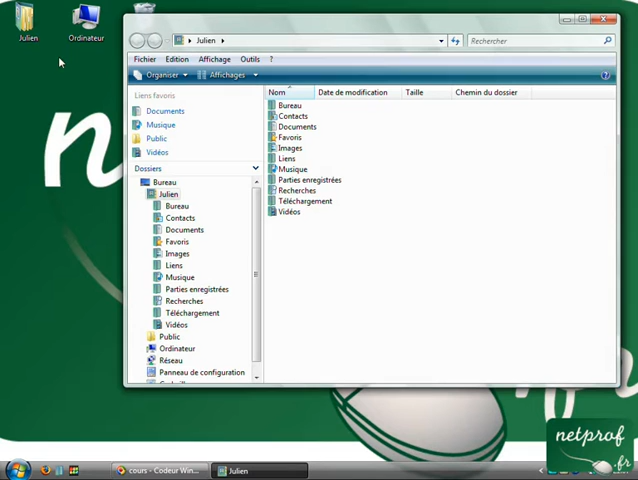 Julien
Ordinateur
Julien
Rechercher
Fichier Edition Affichage Outils ?
Organiser Affichages
Liens favoris
Documents
Musique
Public
Vidéos
Dossiers
Bureau
Julien
Bureau
Contacts
Documents
Favoris
Images
Liens
Musique
Parties enregistrées
Recherches
Téléchargement
Vidéos
Public
Ordinateur
Réseau
Panneau de configuration
Nom Date de modification Taille Chemin du dossier
Bureau
Contacts
Documents
Favoris
Images
Liens
Musique
Parties enregistrées
Recherches
Téléchargement
Vidéos
n
netprof
.fr
cours - Codeur Win...
Julien